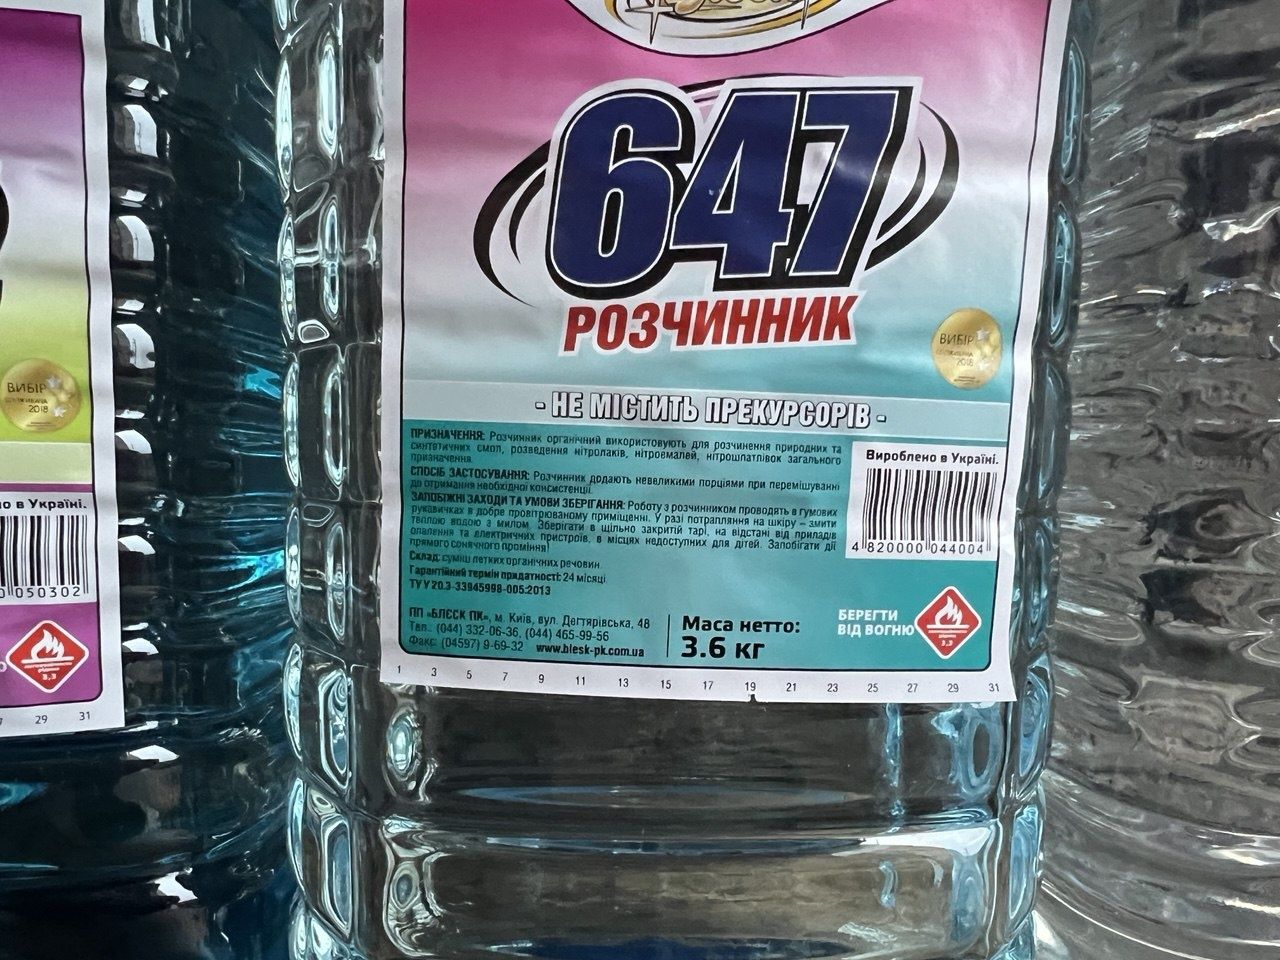 647
РОЗЧИННИК
ВИБІР
2018
- НЕ МІСТИТЬ ПРЕКУРСОРІВ -
ПРИЗНАЧЕННЯ: Розчинник органічний використовують для розчинення природних та
синтетичних смол, розведення нітролаків, нітроемалей, нітрошпатлівок загального
призначення.
СПОСІБ ЗАСТОСУВАННЯ: Розчинник додають невеликими порціями при перемішуванні
до отримання необхідної консистенції.
ЗАПОБІЖНІ ЗАХОДИ ТА УМОВИ ЗБЕРІГАННЯ: Роботу з розчинником проводять в гумових
рукавичках в добре провітрюваному приміщенні. У разі потрапляння на шкіру – змити
теплою водою з милом. Зберігати в щільно закритій тарі, на відстані від приладів
опалення та електричних пристроїв, в місцях недоступних для дітей. Запобігати дії
прямого сонячного проміння
Склад: суміш летких органічних речовин.
Гарантійний термін придатності: 24 місяці
ТУ У 20.3-33945998-005:2013
Вироблено в Україні.
4 820000 044004
ПП «БЛЄСК ПК», м. Київ, вул. Дегтярівська, 48
Тел.: (044) 332-06-36, (044) 465-99-56
Факс: (04597) 9-69-32 www.blesk-pk.com.ua
Маса нетто:
3.6 кг
БЕРЕГТИ
ВІД ВОГНЮ
3.3
1 3 5 7 9 11 13 15 17 19 21 23 25 27 29 31
ВИБІР
2018
о в Україні.
0 050302
3.3
29 31